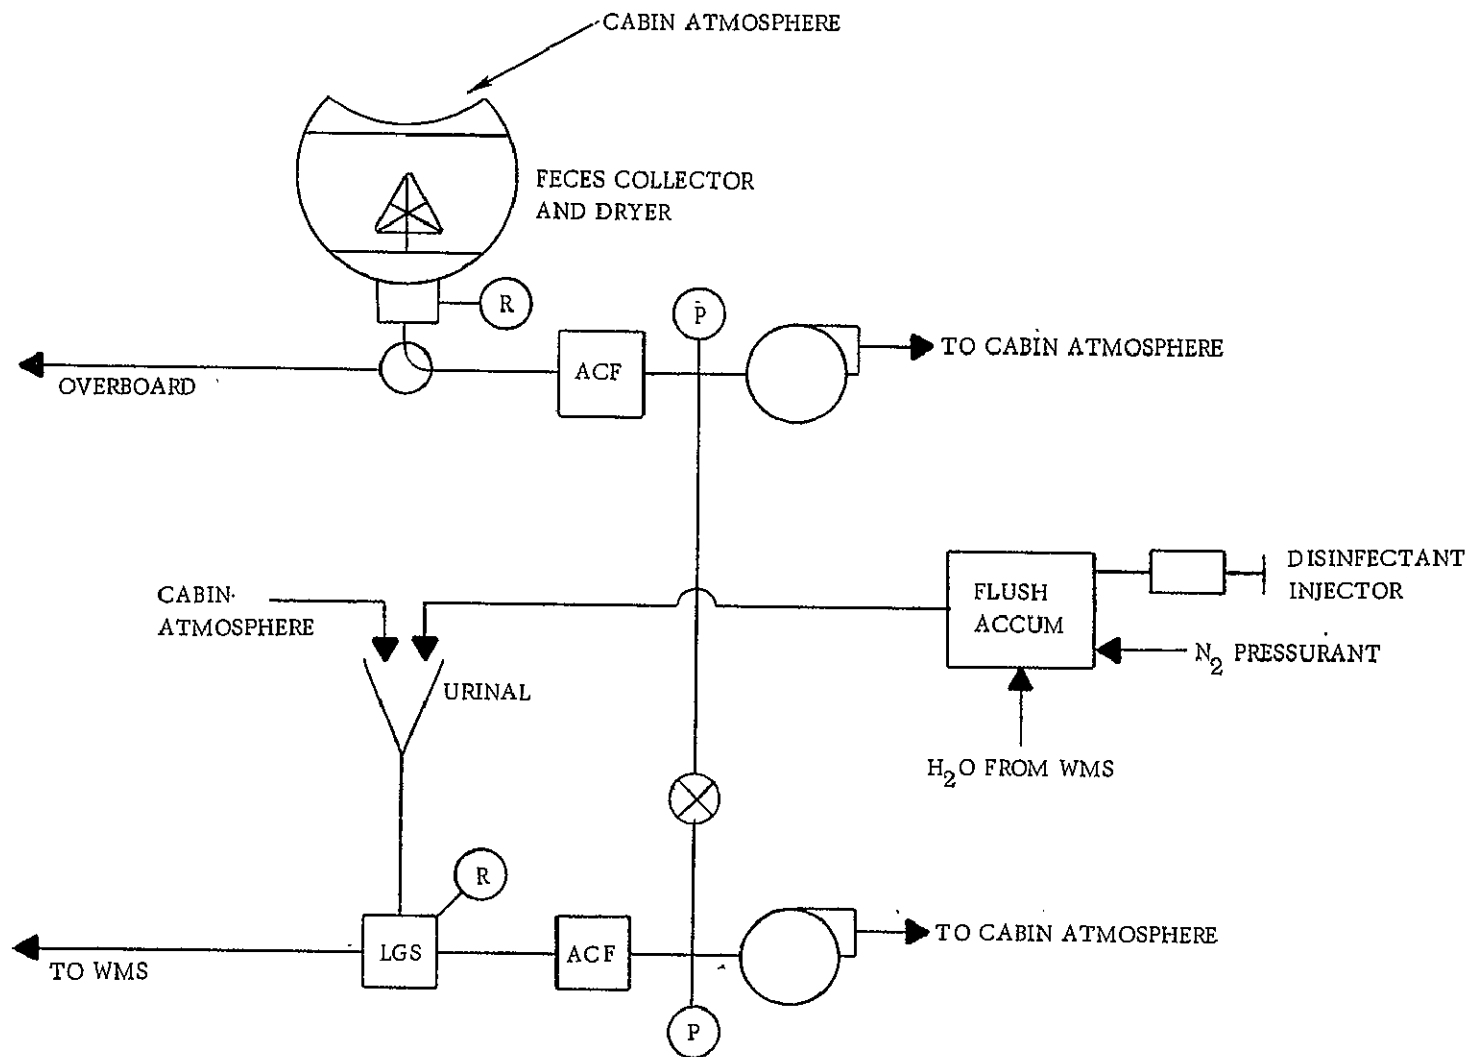 CABIN ATMOSPHERE
FECES COLLECTOR
AND DRYER
R
P
TO CABIN ATMOSPHERE
OVERBOARD
ACF
CABIN
ATMOSPHERE
FLUSH
ACCUM
DISINFECTANT
INJECTOR
N₂ PRESSURANT
URINAL
H₂O FROM WMS
R
TO WMS
LGS
ACF
TO CABIN ATMOSPHERE
P